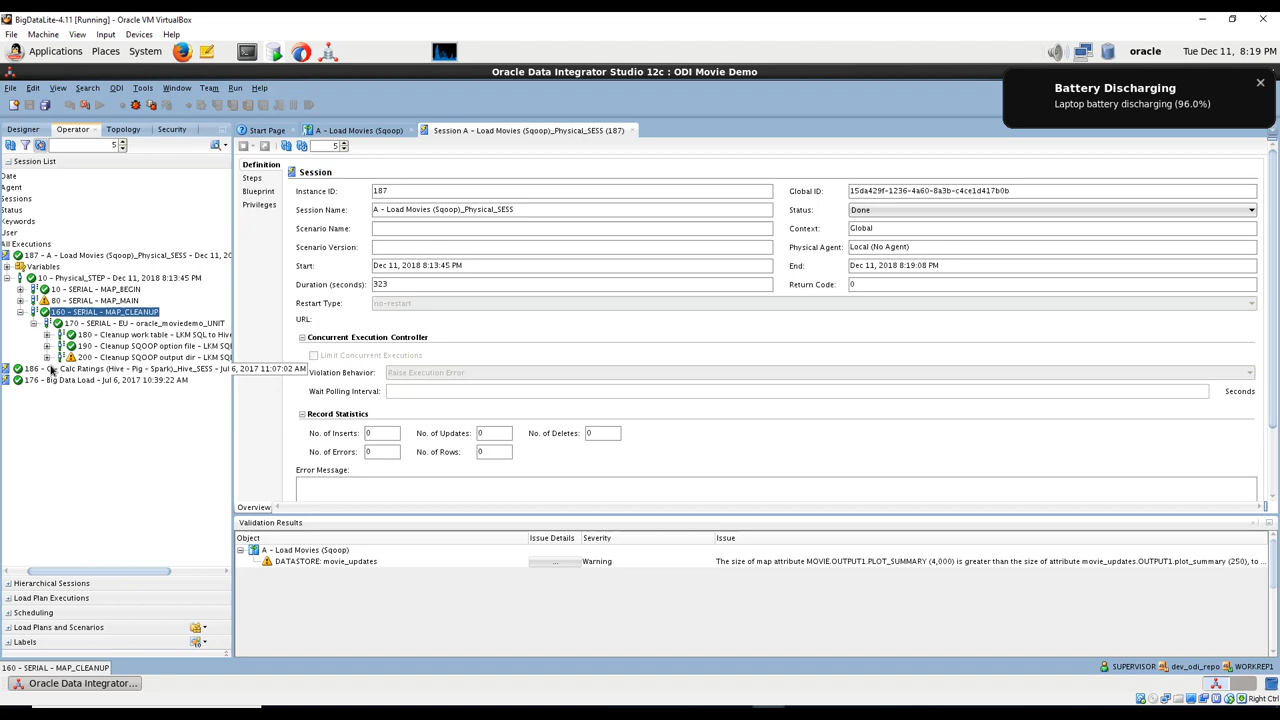 BigDataLite-4.11 [Running] - Oracle VM VirtualBox
File Machine View Input Devices Help
Applications Places System oracle Tue Dec 11, 8:19 PM
Oracle Data Integrator Studio 12c : ODI Movie Demo
Battery Discharging
Laptop battery discharging (96.0%)
File Edit View Search ODI Tools Window Team Run Help
Designer Operator Topology Security
Start Page A - Load Movies (Sqoop) Session A - Load Movies (Sqoop)_Physical_SESS (187)
5
5
Session List
Date
Agent
Sessions
Status
Keywords
User
All Executions
187 - A - Load Movies (Sqoop)_Physical_SESS - Dec 11, 20
Variables
10 - Physical_STEP - Dec 11, 2018 8:13:45 PM
10 - SERIAL - MAP_BEGIN
80 - SERIAL - MAP_MAIN
160 - SERIAL - MAP_CLEANUP
170 - SERIAL - EU - oracle_moviedemo_UNIT
180 - Cleanup work table - LKM SQL to Hive
190 - Cleanup SQOOP option file - LKM SQL
200 - Cleanup SQOOP output dir - LKM SQL
186 - Calc Ratings (Hive - Pig - Spark)_Hive_SESS - Jul 6, 2017 11:07:02 AM
176 - Big Data Load - Jul 6, 2017 10:39:22 AM
Hierarchical Sessions
Load Plan Executions
Scheduling
Load Plans and Scenarios
Labels
Definition
Steps
Blueprint
Privileges
Session
Instance ID: 187 Global ID: 15da429f-1236-4a60-8a3b-c4ce1d417b0b
Session Name: A - Load Movies (Sqoop)_Physical_SESS Status: Done
Scenario Name: Context: Global
Scenario Version: Physical Agent: Local (No Agent)
Start: Dec 11, 2018 8:13:45 PM End: Dec 11, 2018 8:19:08 PM
Duration (seconds): 323 Return Code: 0
Restart Type: no-restart
URL:
Concurrent Execution Controller
Limit Concurrent Executions
Violation Behavior: Raise Execution Error
Wait Polling Interval: Seconds
Record Statistics
No. of Inserts: 0 No. of Updates: 0 No. of Deletes: 0
No. of Errors: 0 No. of Rows: 0
Error Message:
Overview
Validation Results
Object Issue Details Severity Issue
A - Load Movies (Sqoop)
DATASTORE: movie_updates ... Warning The size of map attribute MOVIE.OUTPUT1.PLOT_SUMMARY (4,000) is greater than the size of attribute movie_updates.OUTPUT1.plot_summary (250), to ...
160 - SERIAL - MAP_CLEANUP
SUPERVISOR dev_odi_repo WORKREP1
Oracle Data Integrator...
Right Ctrl